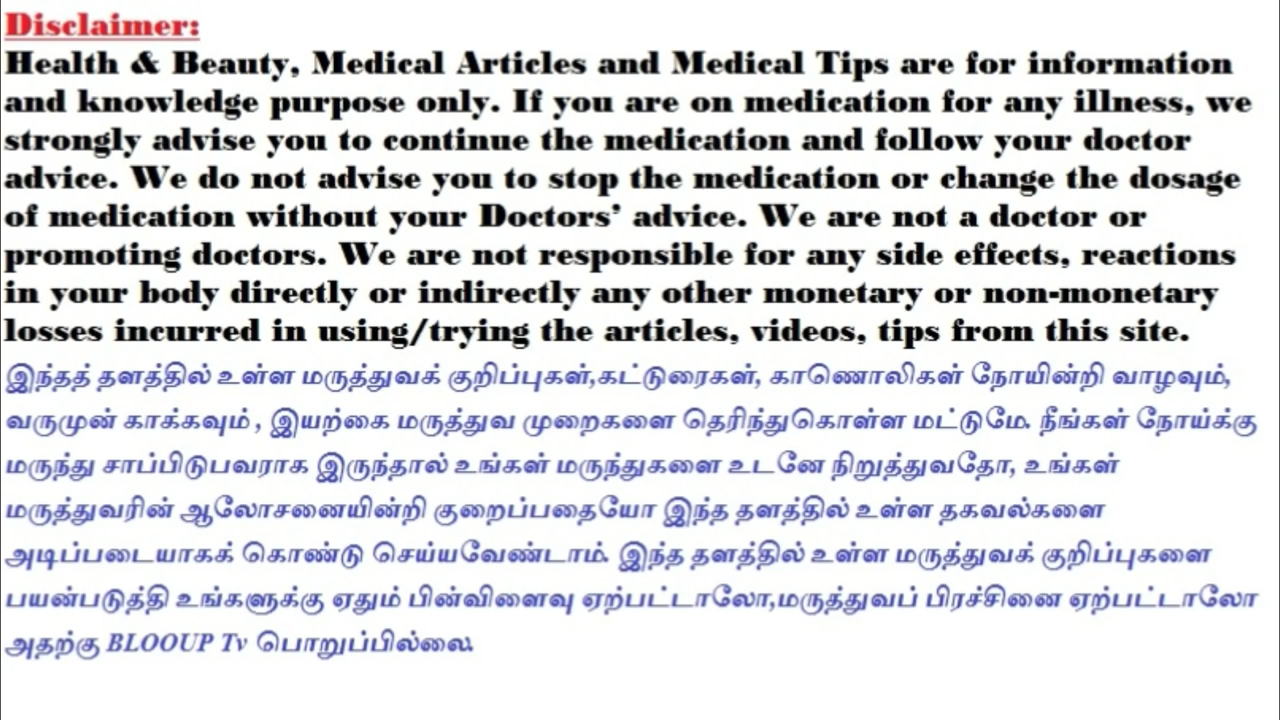 Disclaimer:
Health & Beauty, Medical Articles and Medical Tips are for information
and knowledge purpose only. If you are on medication for any illness, we
strongly advise you to continue the medication and follow your doctor
advice. We do not advise you to stop the medication or change the dosage
of medication without your Doctors’ advice. We are not a doctor or
promoting doctors. We are not responsible for any side effects, reactions
in your body directly or indirectly any other monetary or non-monetary
losses incurred in using/trying the articles, videos, tips from this site.
இந்தத் தளத்தில் உள்ள மருத்துவக் குறிப்புகள்,கட்டுரைகள், காணொலிகள் நோயின்றி வாழவும்,
வருமுன் காக்கவும் , இயற்கை மருத்துவ முறைகளை தெரிந்துகொள்ள மட்டுமே. நீங்கள் நோய்க்கு
மருந்து சாப்பிடுபவராக இருந்தால் உங்கள் மருந்துகளை உடனே நிறுத்துவதோ, உங்கள்
மருத்துவரின் ஆலோசனையின்றி குறைப்பதையோ இந்த தளத்தில் உள்ள தகவல்களை
அடிப்படையாகக் கொண்டு செய்யவேண்டாம். இந்த தளத்தில் உள்ள மருத்துவக் குறிப்புகளை
பயன்படுத்தி உங்களுக்கு ஏதும் பின்விளைவு ஏற்பட்டாலோ,மருத்துவப் பிரச்சினை ஏற்பட்டாலோ
அதற்கு BLOOUP Tv பொறுப்பில்லை.